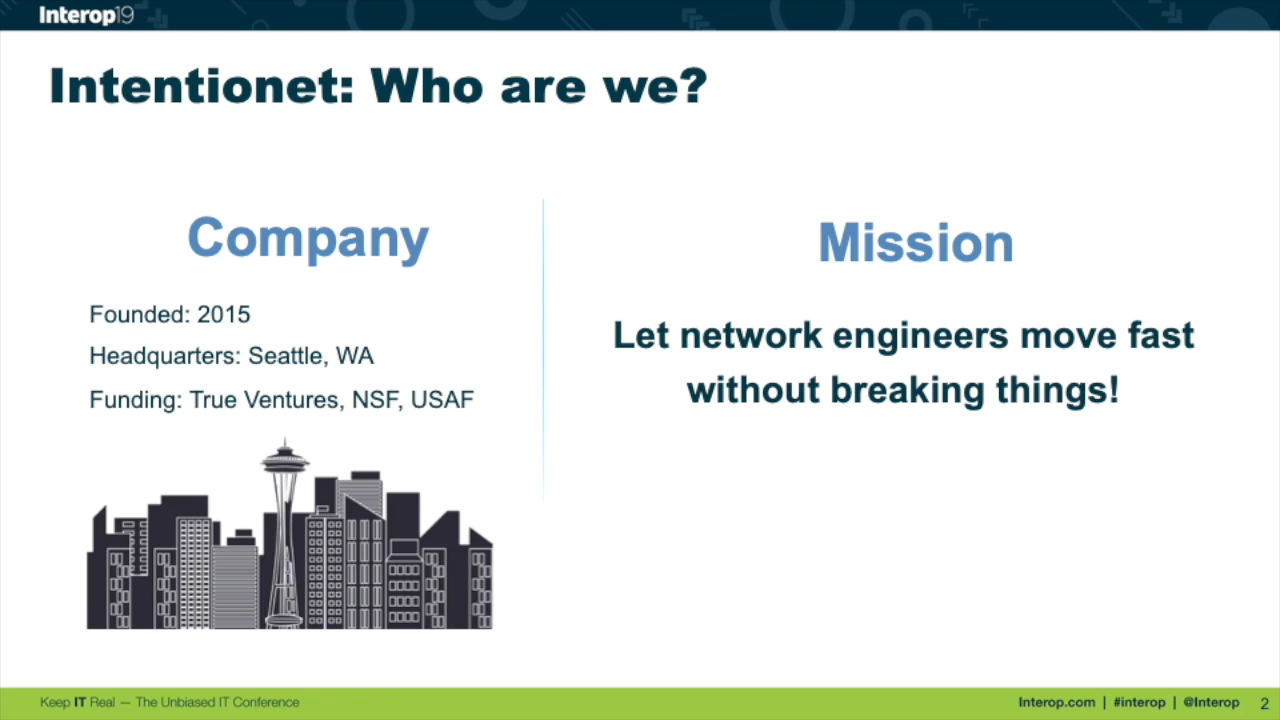 Interop19
Intentionet: Who are we?
Company
Founded: 2015
Headquarters: Seattle, WA
Funding: True Ventures, NSF, USAF
Mission
Let network engineers move fast
without breaking things!
Keep IT Real — The Unbiased IT Conference
Interop.com | #interop | @Interop 2